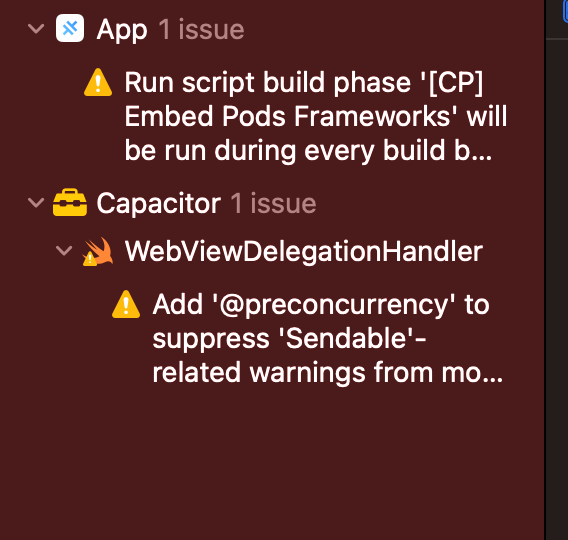 App 1 issue
Run script build phase '[CP]
Embed Pods Frameworks' will
be run during every build b...
Capacitor 1 issue
WebViewDelegationHandler
Add '@preconcurrency' to
suppress 'Sendable'-
related warnings from mo...